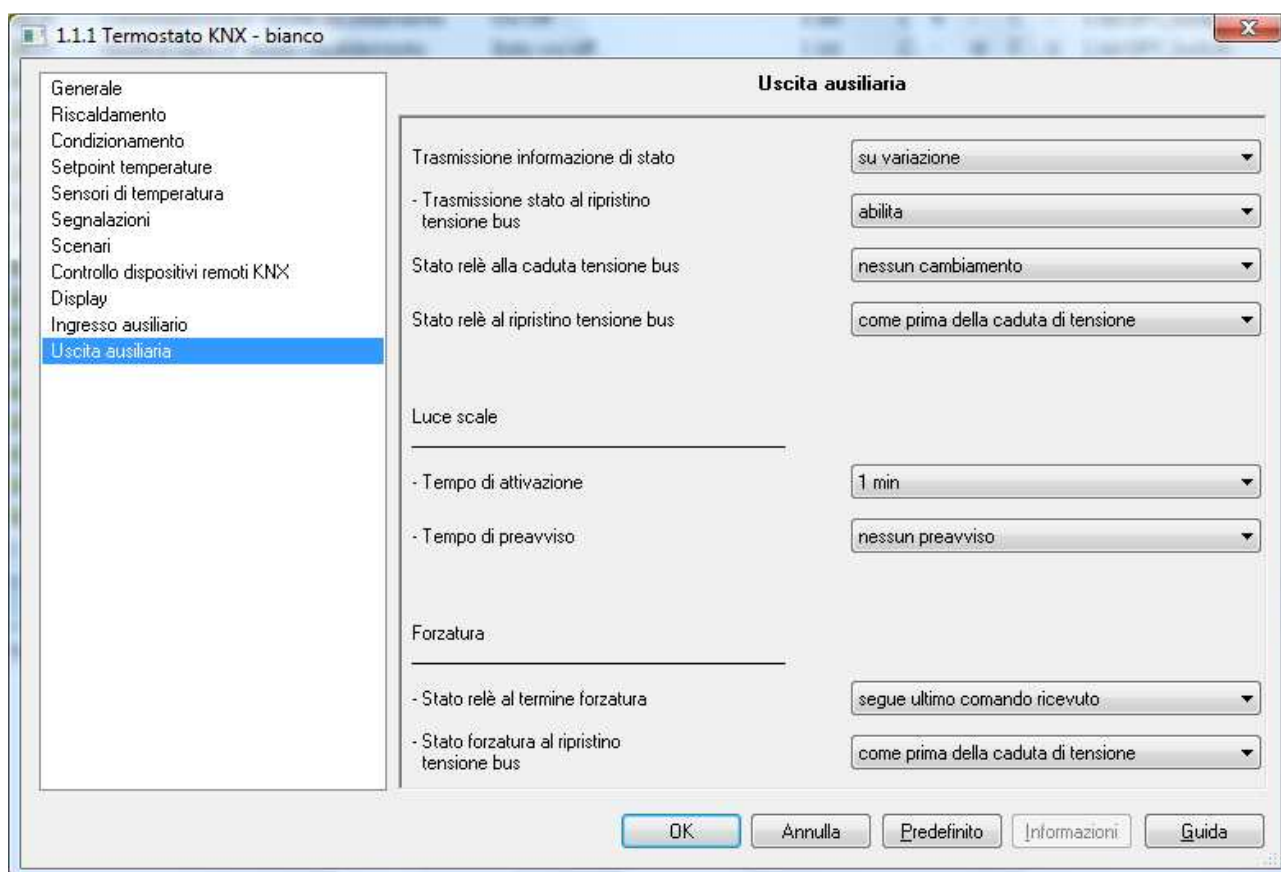 1.1.1 Termostato KNX - bianco
Generale
Riscaldamento
Condizionamento
Setpoint temperature
Sensori di temperatura
Segnalazioni
Scenari
Controllo dispositivi remoti KNX
Display
Ingresso ausiliario
Uscita ausiliaria
Uscita ausiliaria
Trasmissione informazione di stato
su variazione
- Trasmissione stato al ripristino
tensione bus
abilita
Stato relè alla caduta tensione bus
nessun cambiamento
Stato relè al ripristino tensione bus
come prima della caduta di tensione
Luce scale
- Tempo di attivazione
1 min
- Tempo di preavviso
nessun preavviso
Forzatura
- Stato relè al termine forzatura
segue ultimo comando ricevuto
- Stato forzatura al ripristino
tensione bus
come prima della caduta di tensione
OK
Annulla
Predefinito
Informazioni
Guida